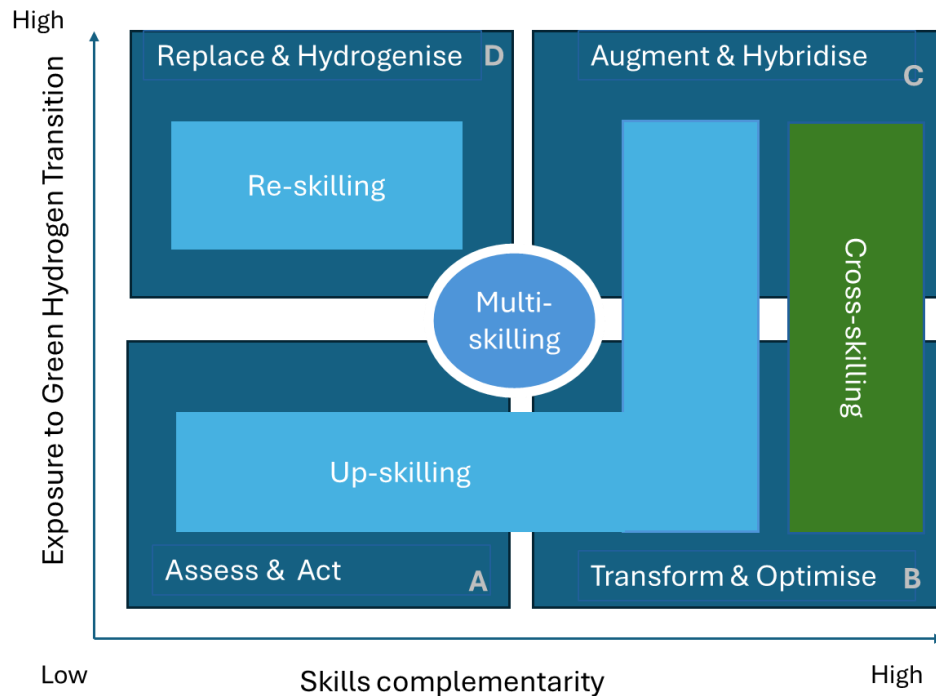 High
Replace & Hydrogenise
D
Augment & Hybridise
C
Exposure to Green Hydrogen Transition
Re-skilling
Multi-
skilling
Cross-skilling
Up-skilling
Assess & Act
A
Transform & Optimise
B
Low
Skills complementarity
High